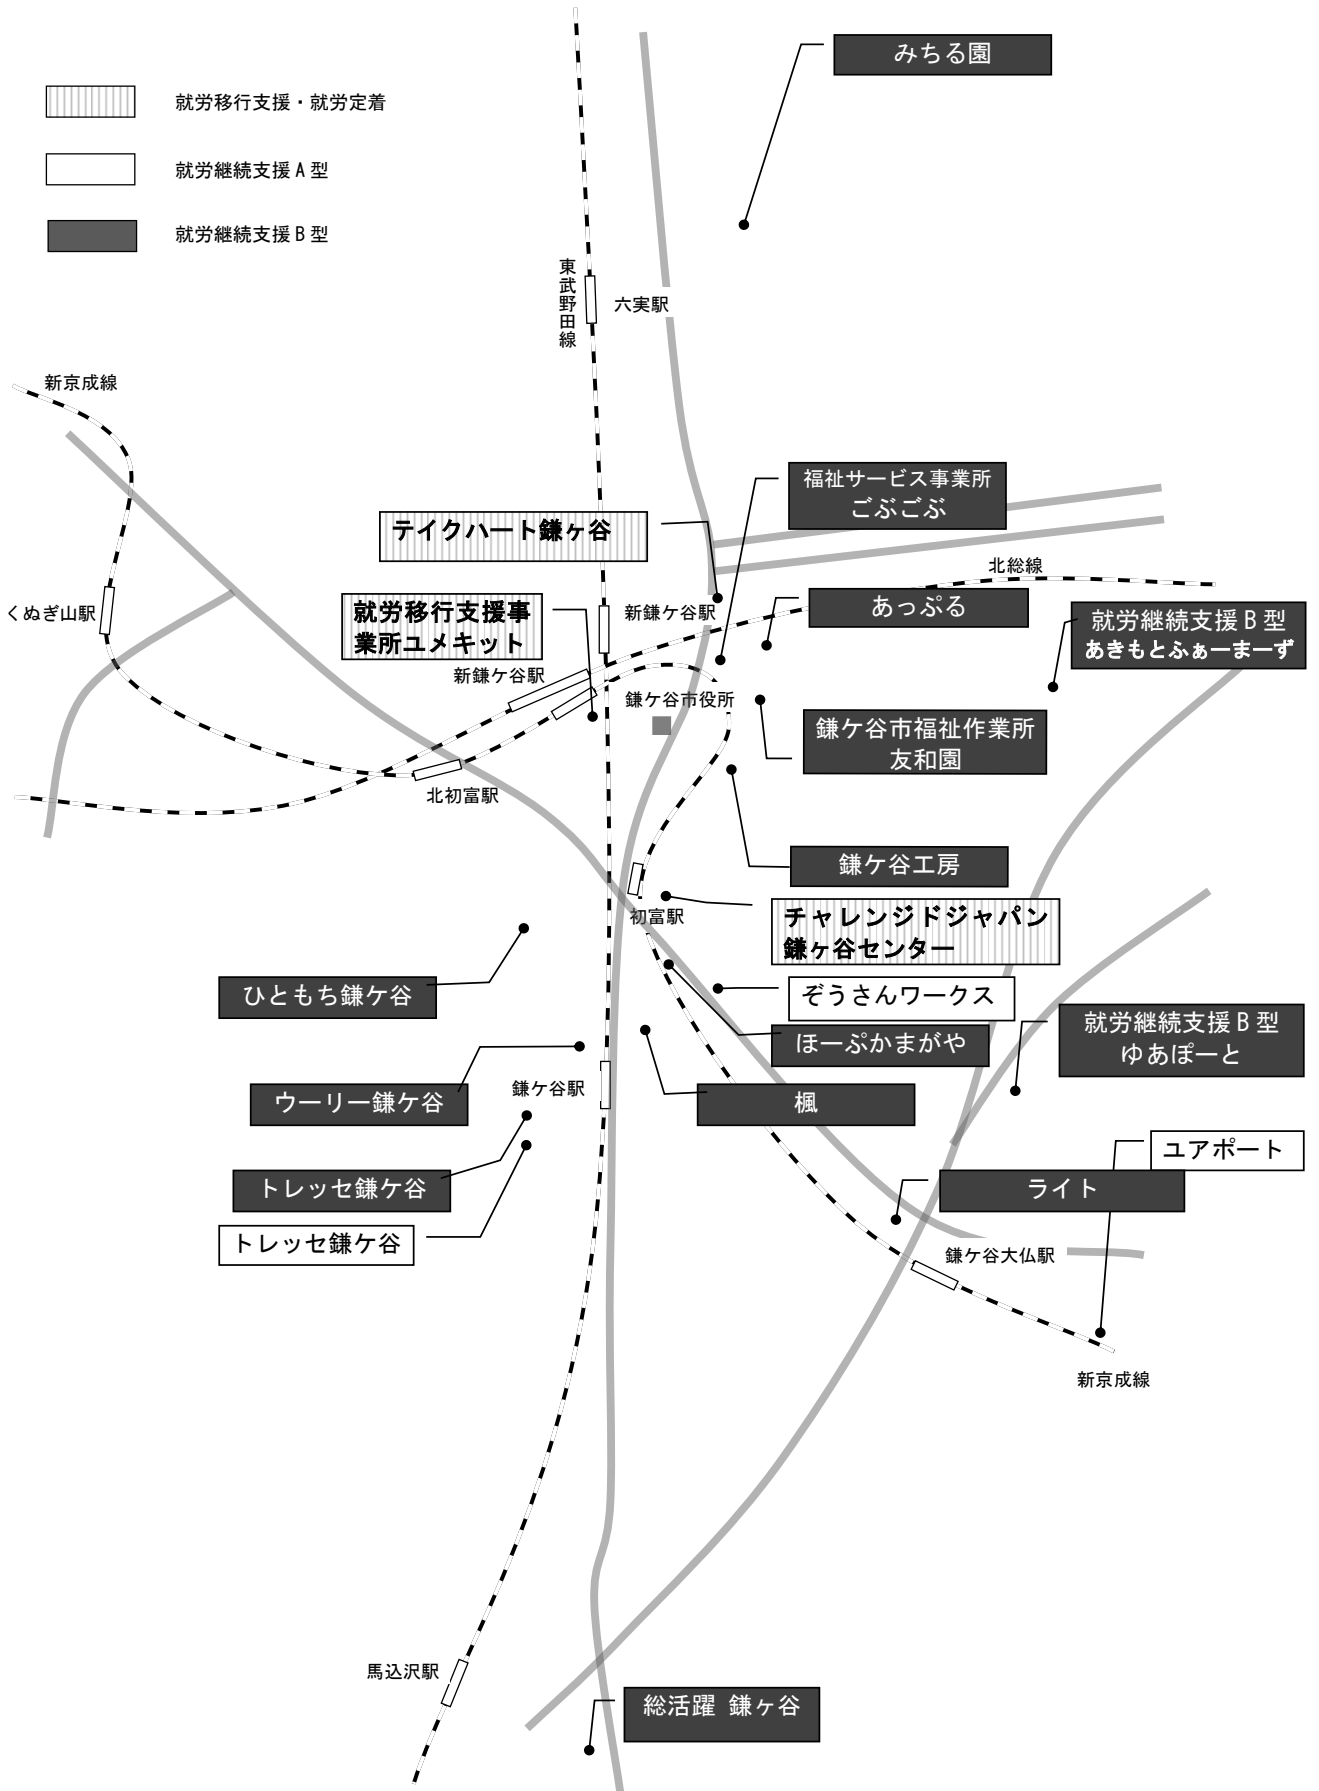 みちる園
就労移行支援・就労定着
就労継続支援A型
就労継続支援B型
東武野田線
六実駅
新京成線
福祉サービス事業所
ごぶごぶ
テイクハート鎌ヶ谷
北総線
くぬぎ山駅
就労移行支援事
業所ユメキット
新鎌ケ谷駅
あっぷる
就労継続支援B型
あきもとふぁーまーず
新鎌ケ谷駅
鎌ケ谷市役所
鎌ケ谷市福祉作業所
友和園
北初富駅
鎌ケ谷工房
初富駅
チャレンジドジャパン
鎌ヶ谷センター
ひともち鎌ケ谷
ぞうさんワークス
ほーぷかまがや
就労継続支援B型
ゆあぽーと
ウーリー鎌ケ谷
鎌ケ谷駅
楓
ユアポート
トレッセ鎌ケ谷
ライト
トレッセ鎌ケ谷
鎌ケ谷大仏駅
新京成線
馬込沢駅
総活躍 鎌ヶ谷